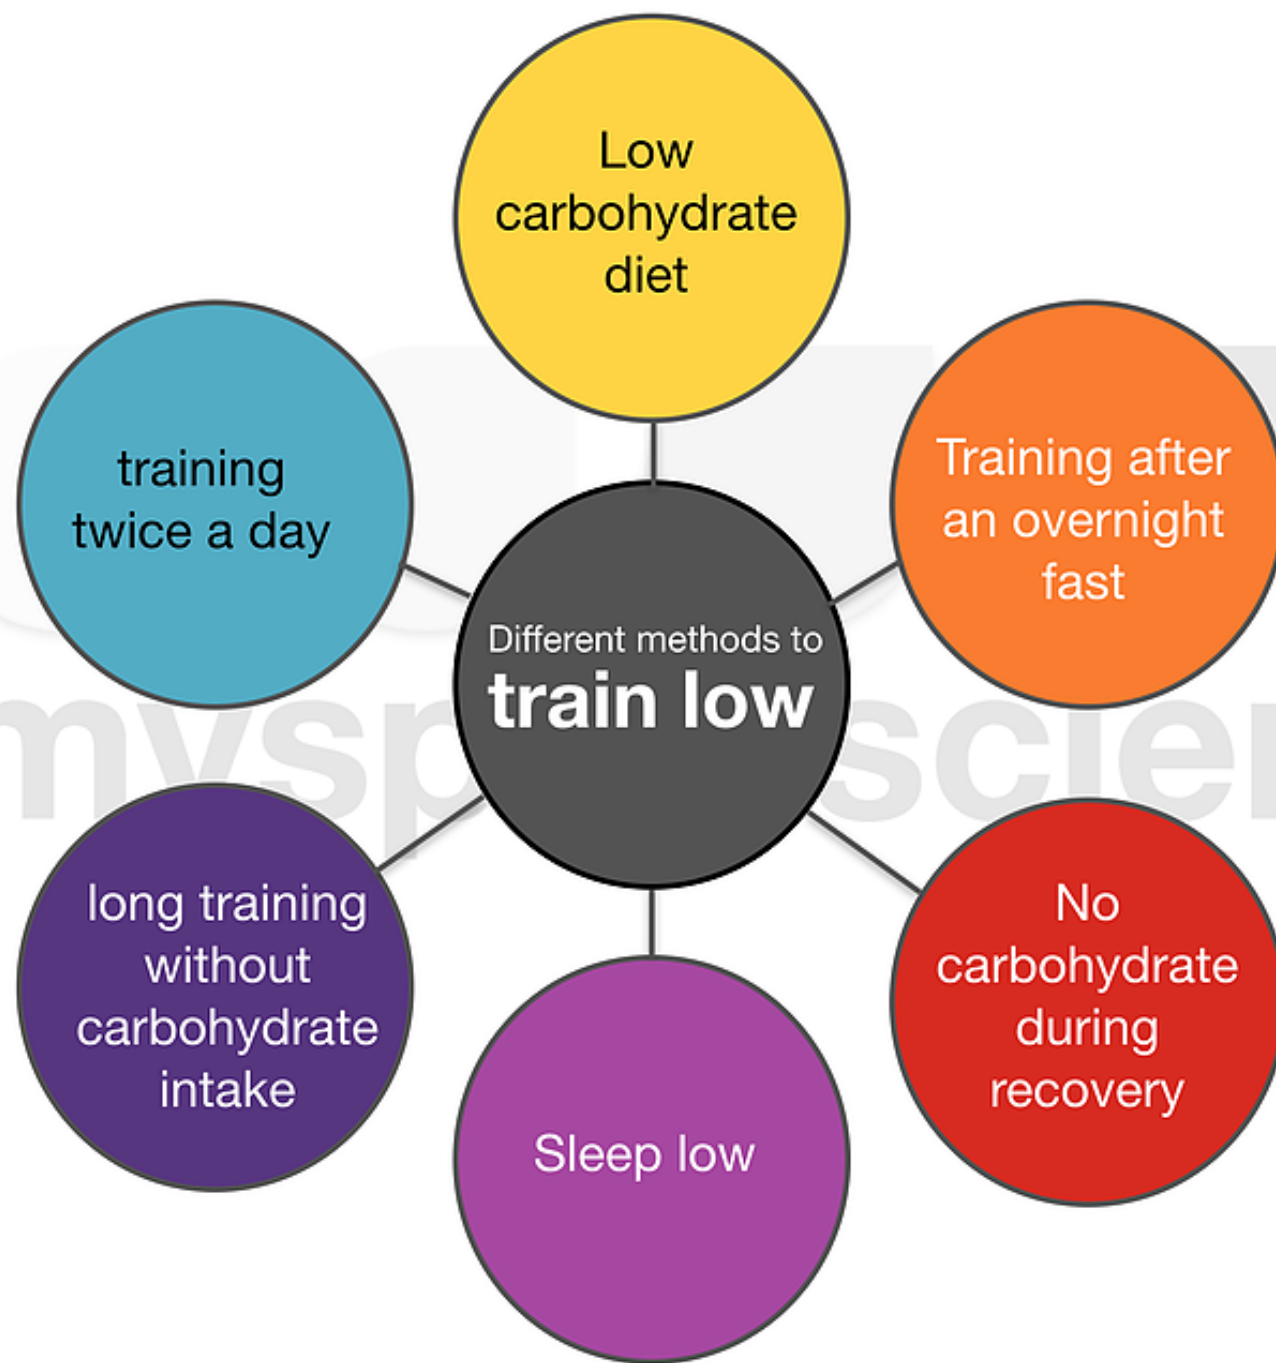 Low
carbohydrate
diet
training
twice a day
Training after
an overnight
fast
Different methods to
train low
long training
without
carbohydrate
intake
No
carbohydrate
during
recovery
Sleep low